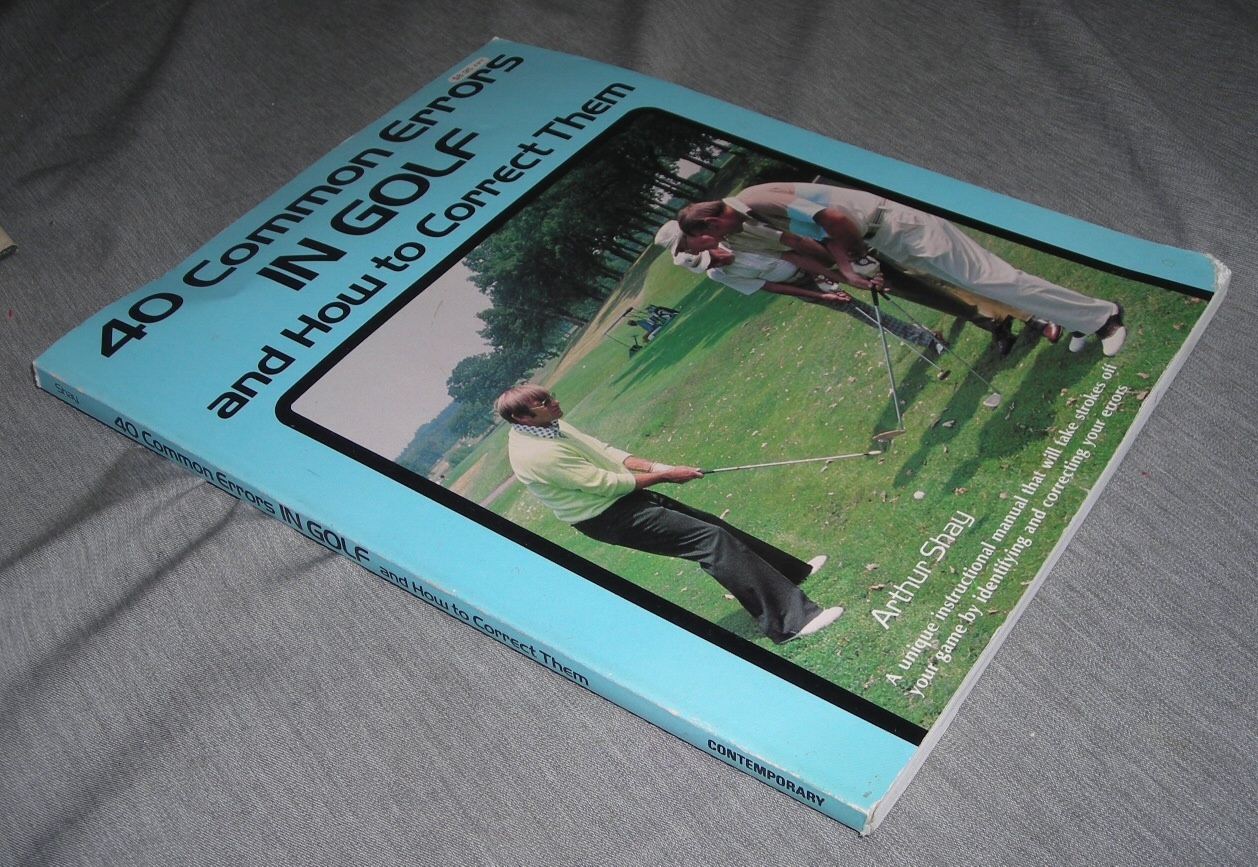 40 Common Errors
IN GOLF
and How to Correct Them
Arthur Shay
A unique instructional manual that will take strokes off
your game by identifying and correcting your errors
Shay
40 Common Errors IN GOLF and How to Correct Them
CONTEMPORARY